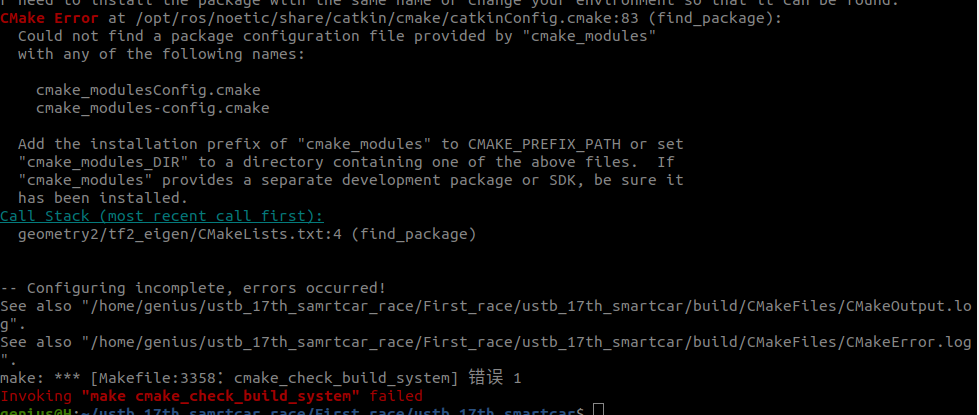 r need to install the package with the same name or change your environment so that it can be found.
CMake Error at /opt/ros/noetic/share/catkin/cmake/catkinConfig.cmake:83 (find_package):
  Could not find a package configuration file provided by "cmake_modules"
  with any of the following names:

    cmake_modulesConfig.cmake
    cmake_modules-config.cmake

  Add the installation prefix of "cmake_modules" to CMAKE_PREFIX_PATH or set
  "cmake_modules_DIR" to a directory containing one of the above files.  If
  "cmake_modules" provides a separate development package or SDK, be sure it
  has been installed.
Call Stack (most recent call first):
  geometry2/tf2_eigen/CMakeLists.txt:4 (find_package)

-- Configuring incomplete, errors occurred!
See also "/home/genius/ustb_17th_samrtcar_race/First_race/ustb_17th_smartcar/build/CMakeFiles/CMakeOutput.lo
g".
See also "/home/genius/ustb_17th_samrtcar_race/First_race/ustb_17th_smartcar/build/CMakeFiles/CMakeError.log
".
make: *** [Makefile:3358：cmake_check_build_system] 错误 1
Invoking "make cmake_check_build_system" failed
genius@H:~/ustb_17th_samrtcar_race/First_race/ustb_17th_smartcar$